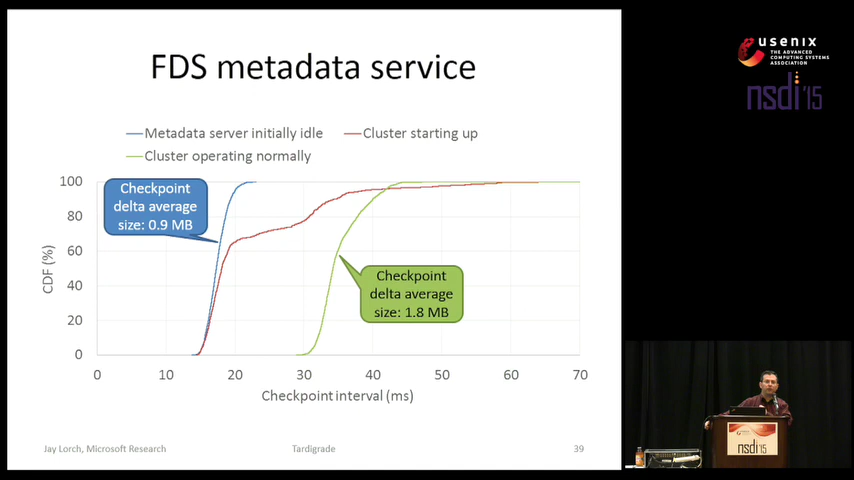 FDS metadata service
Metadata server initially idle
Cluster starting up
Cluster operating normally
100
80
60
40
20
0
CDF (%)
Checkpoint
delta average
size: 0.9 MB
Checkpoint
delta average
size: 1.8 MB
0 10 20 30 40 50 60 70
Checkpoint interval (ms)
Jay Lorch, Microsoft Research
Tardigrade
39
usenix
THE ADVANCED
COMPUTING SYSTEMS
ASSOCIATION
nsdi '15
nsdi'15